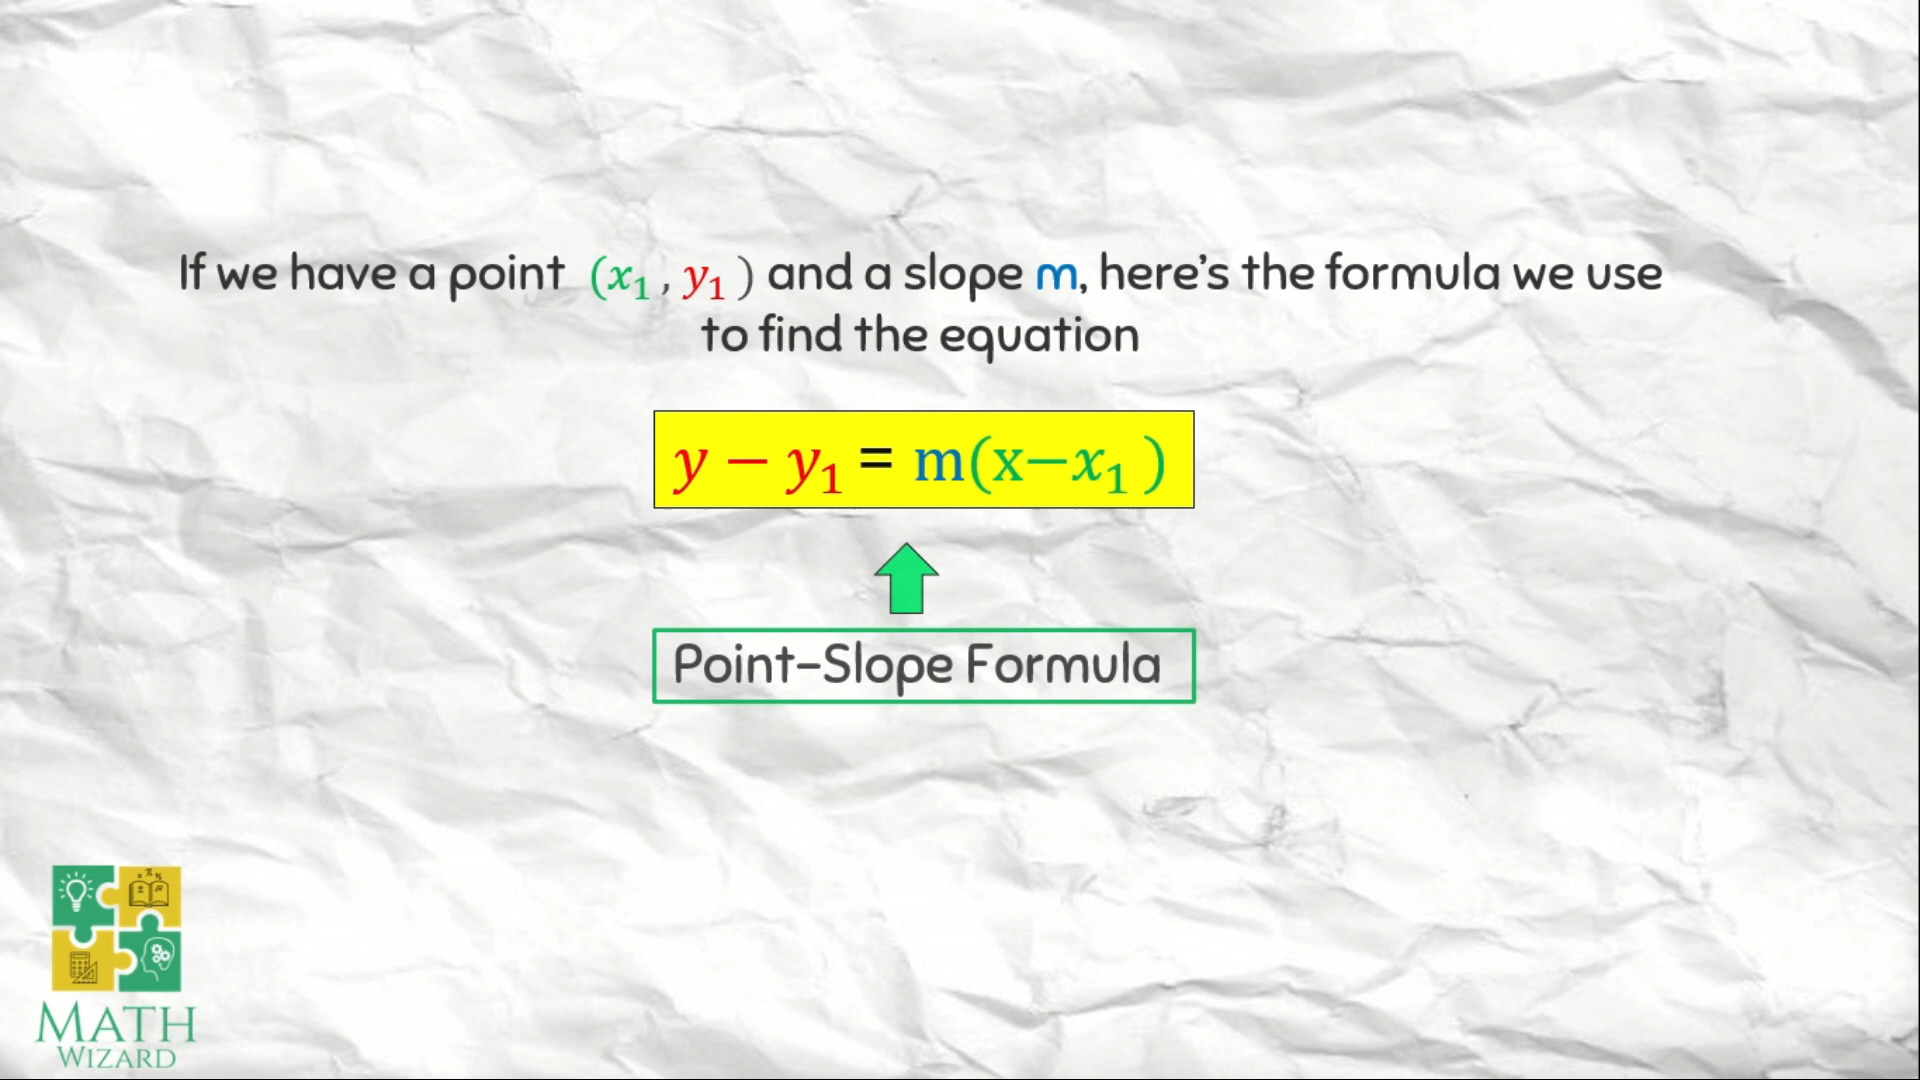 If we have a point (x₁ , y₁ ) and a slope m, here's the formula we use
to find the equation
y − y₁ = m(x−x₁ )
Point-Slope Formula
MATH
WIZARD